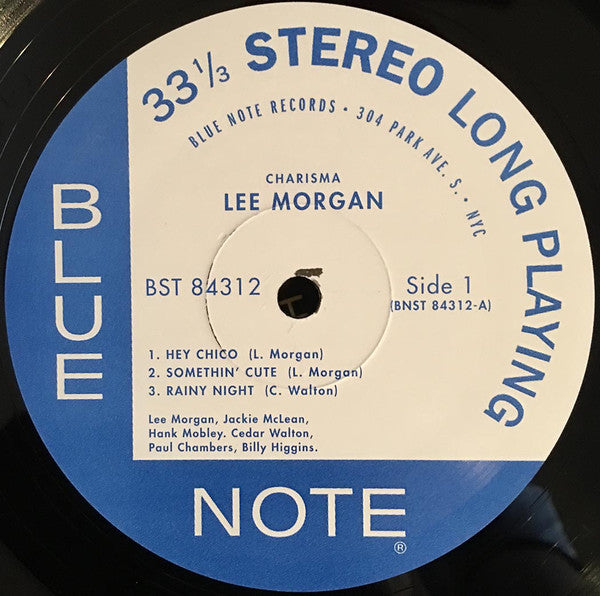 33⅓ STEREO LONG PLAYING
BLUE NOTE RECORDS • 304 PARK AVE. S. • NYC
CHARISMA
LEE MORGAN
BST 84312
Side 1
(BNST 84312-A)
1. HEY CHICO (L. Morgan)
2. SOMETHIN' CUTE (L. Morgan)
3. RAINY NIGHT (C. Walton)
Lee Morgan, Jackie McLean,
Hank Mobley. Cedar Walton,
Paul Chambers, Billy Higgins.
BLUE
NOTE®